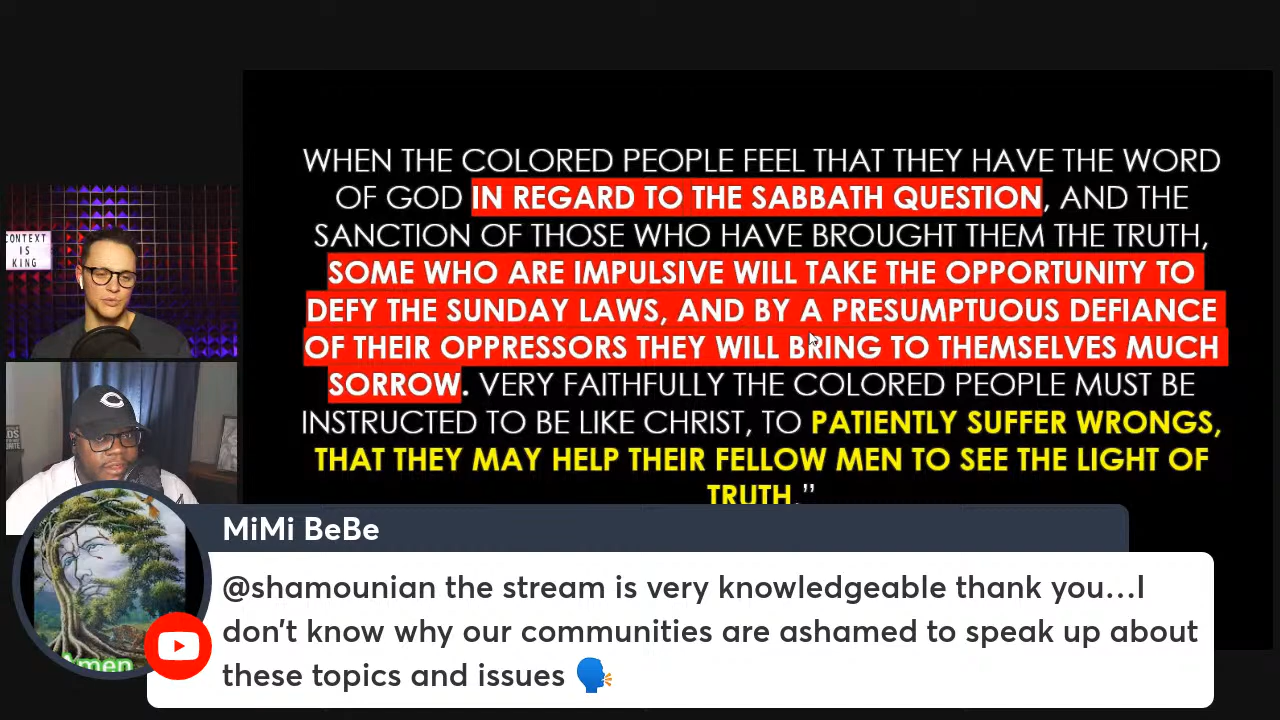 WHEN THE COLORED PEOPLE FEEL THAT THEY HAVE THE WORD
OF GOD IN REGARD TO THE SABBATH QUESTION, AND THE
SANCTION OF THOSE WHO HAVE BROUGHT THEM THE TRUTH,
SOME WHO ARE IMPULSIVE WILL TAKE THE OPPORTUNITY TO
DEFY THE SUNDAY LAWS, AND BY A PRESUMPTUOUS DEFIANCE
OF THEIR OPPRESSORS THEY WILL BRING TO THEMSELVES MUCH
SORROW. VERY FAITHFULLY THE COLORED PEOPLE MUST BE
INSTRUCTED TO BE LIKE CHRIST, TO PATIENTLY SUFFER WRONGS,
THAT THEY MAY HELP THEIR FELLOW MEN TO SEE THE LIGHT OF
TRUTH.”
CONTEXT
IS
KING
C
MiMi BeBe
@shamounian the stream is very knowledgeable thank you...I
don't know why our communities are ashamed to speak up about
these topics and issues 🗣️
Amen